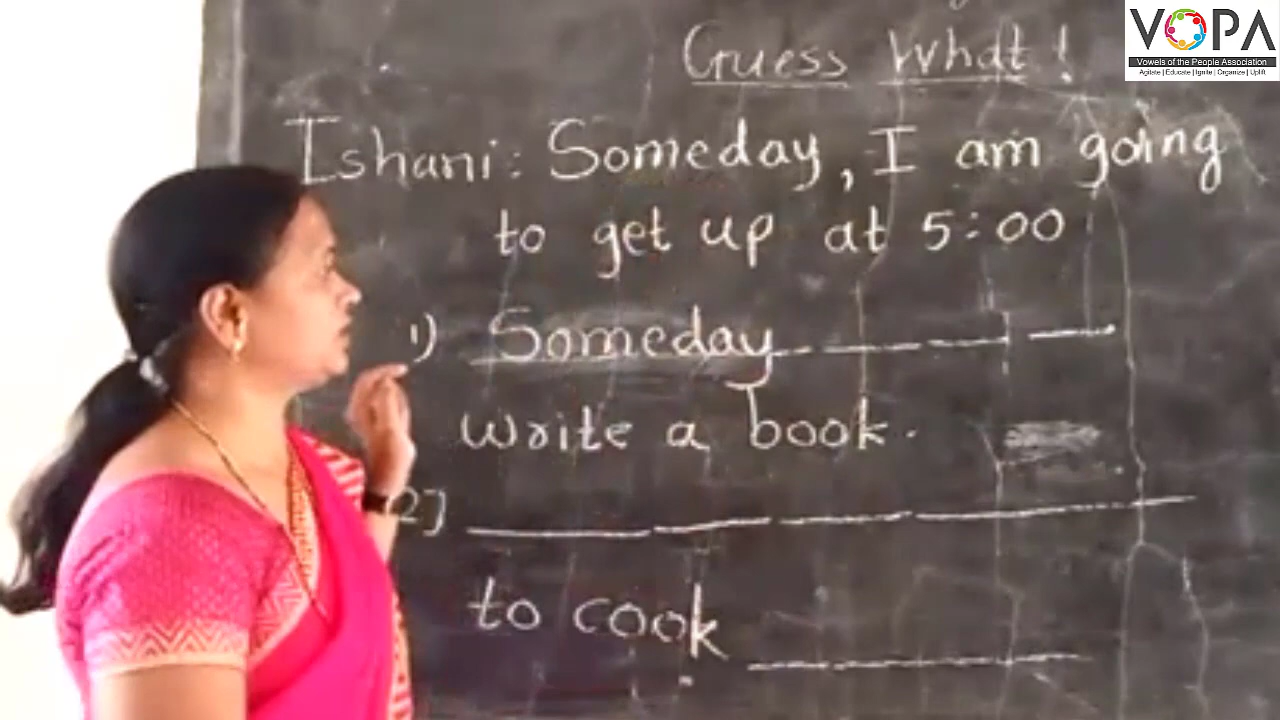 VOPA
Vowels of the People Association
Agitate | Educate | Ignite | Organize | Uplift
Guess What!
Ishani: Someday, I am going
to get up at 5:00
1) Someday
write a book.
2]
to cook